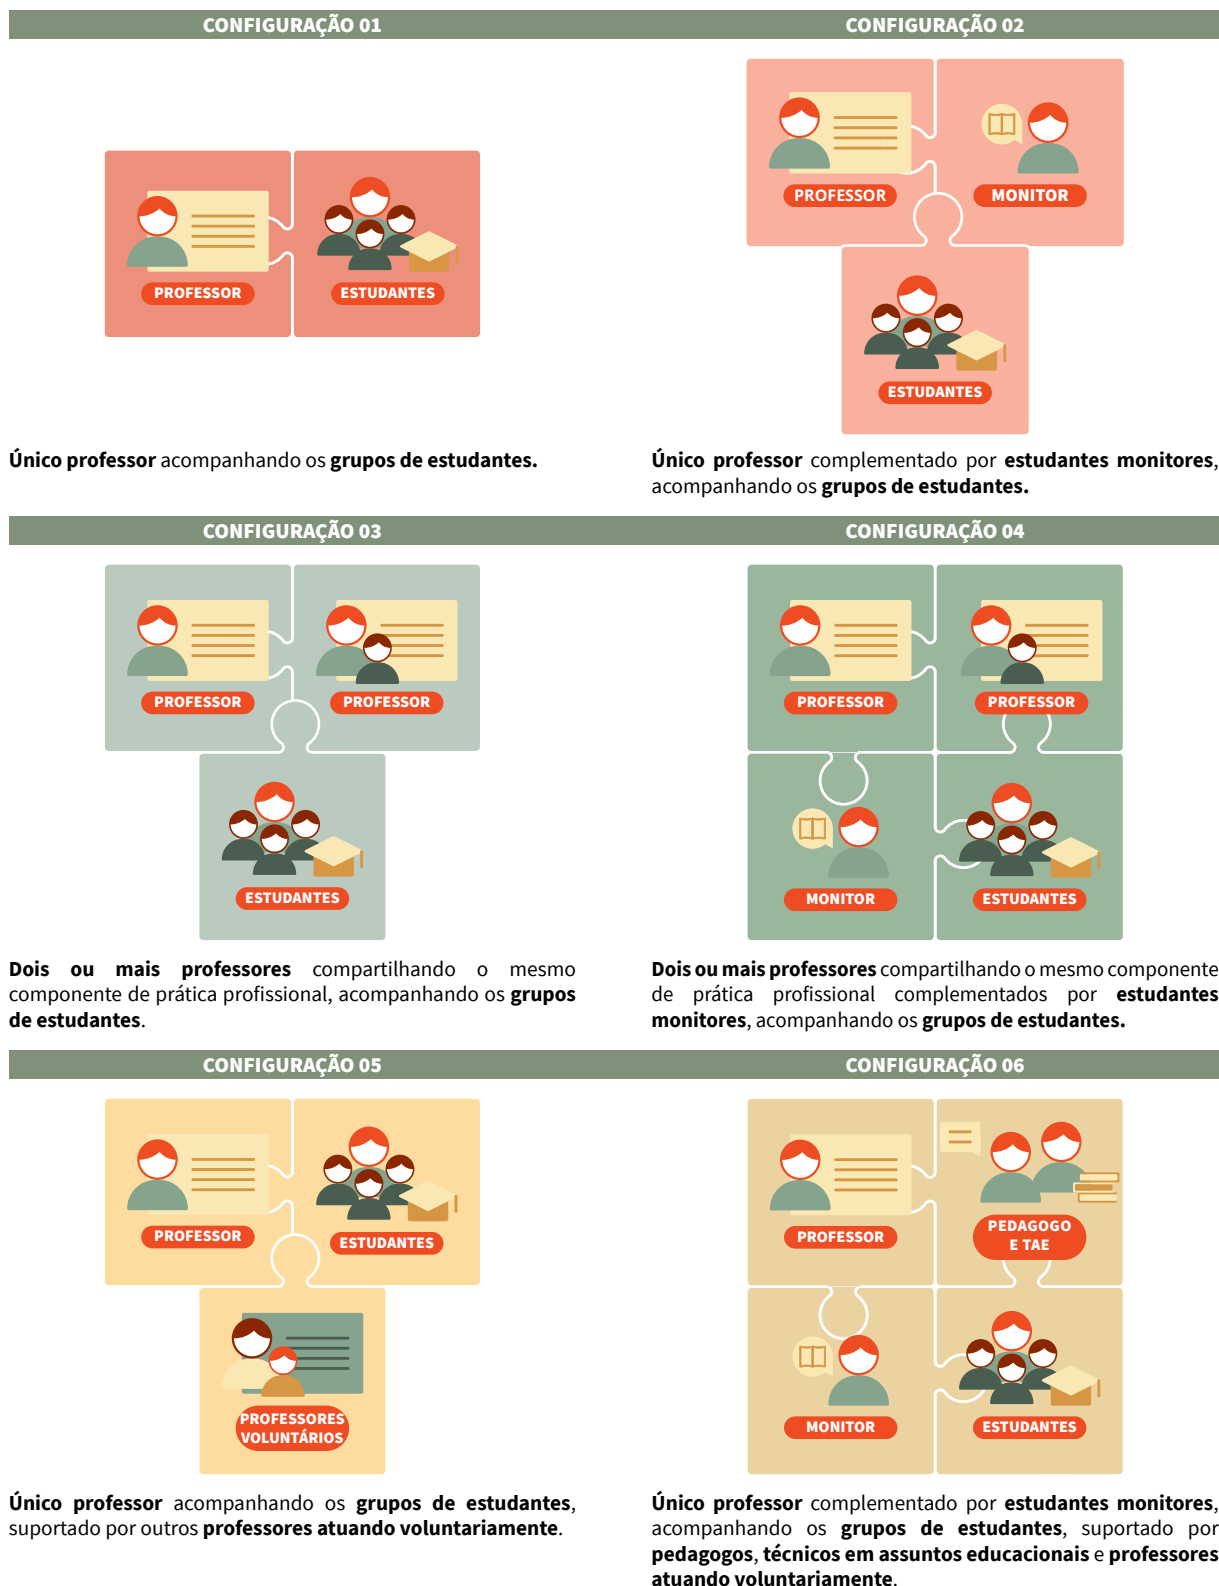 CONFIGURAÇÃO 01
PROFESSOR
ESTUDANTES
Único professor acompanhando os grupos de estudantes.
CONFIGURAÇÃO 02
PROFESSOR
MONITOR
ESTUDANTES
Único professor complementado por estudantes monitores,
acompanhando os grupos de estudantes.
CONFIGURAÇÃO 03
PROFESSOR
PROFESSOR
ESTUDANTES
Dois ou mais professores compartilhando o mesmo
componente de prática profissional, acompanhando os grupos
de estudantes.
CONFIGURAÇÃO 04
PROFESSOR
PROFESSOR
MONITOR
ESTUDANTES
Dois ou mais professores compartilhando o mesmo componente
de prática profissional complementados por estudantes
monitores, acompanhando os grupos de estudantes.
CONFIGURAÇÃO 05
PROFESSOR
ESTUDANTES
PROFESSORES
VOLUNTÁRIOS
Único professor acompanhando os grupos de estudantes,
suportado por outros professores atuando voluntariamente.
CONFIGURAÇÃO 06
PROFESSOR
PEDAGOGO
E TAE
MONITOR
ESTUDANTES
Único professor complementado por estudantes monitores,
acompanhando os grupos de estudantes, suportado por
pedagogos, técnicos em assuntos educacionais e professores
atuando voluntariamente.